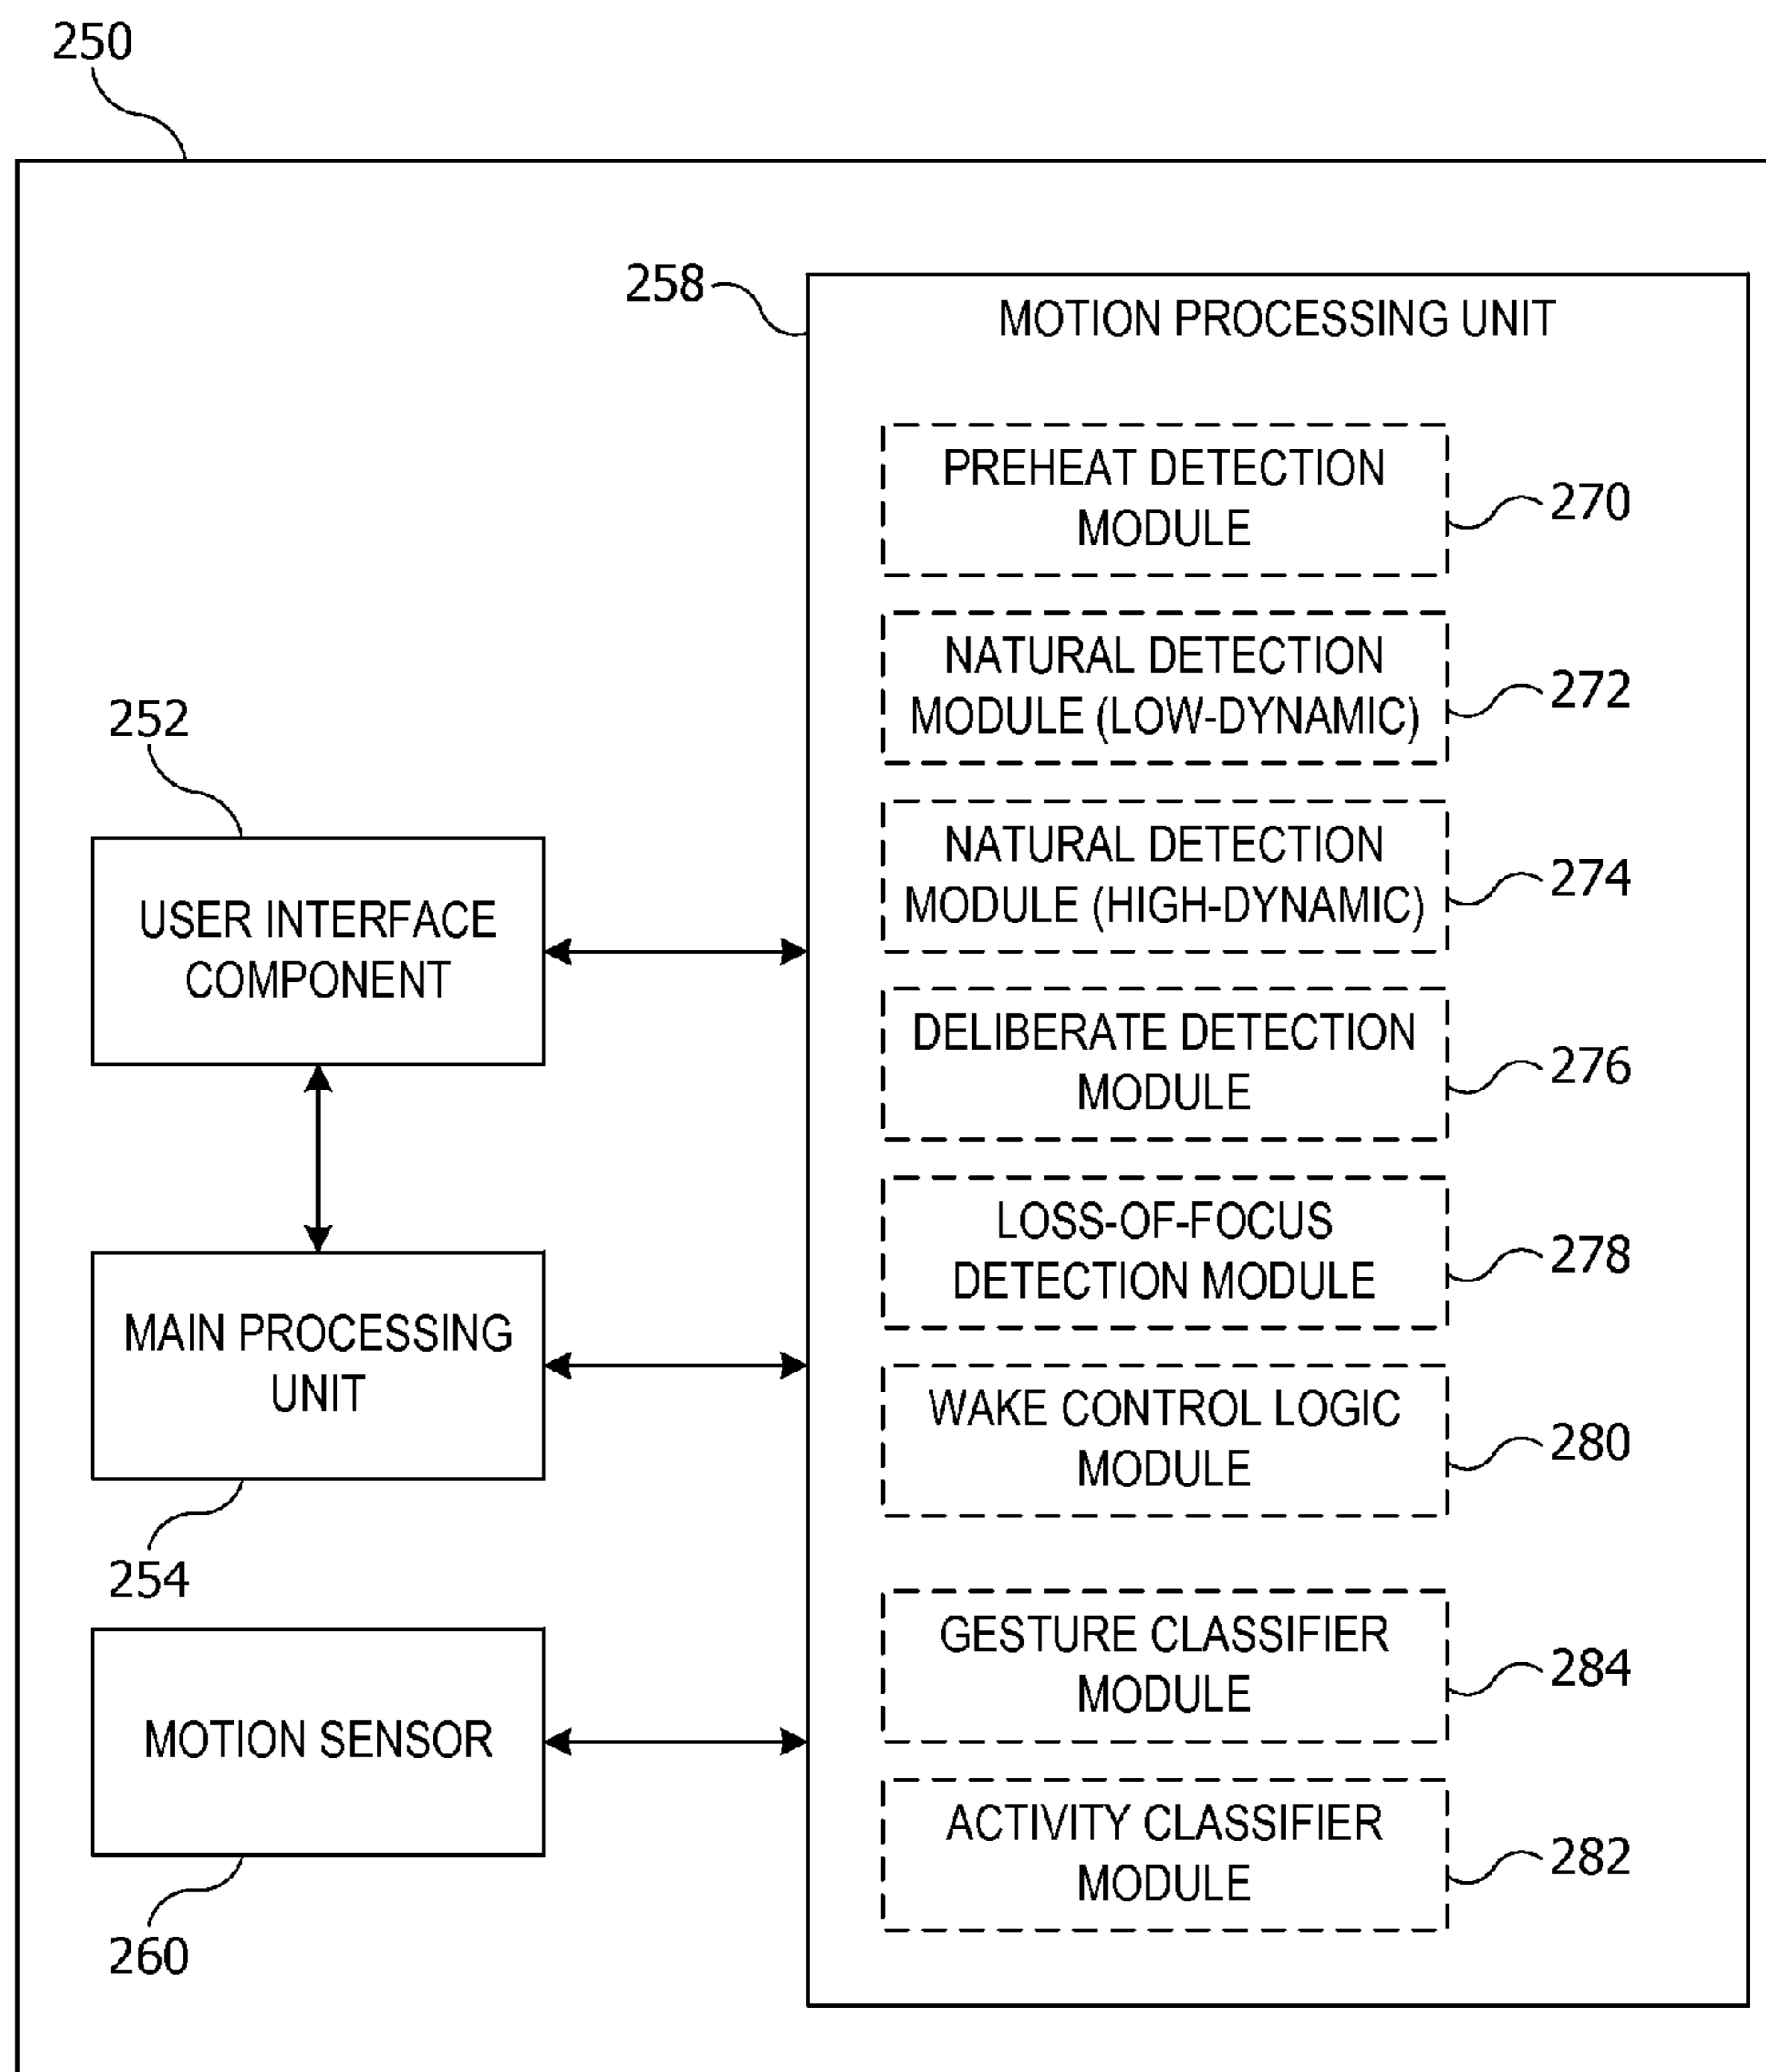 250
258
MOTION PROCESSING UNIT
PREHEAT DETECTION
MODULE
270
NATURAL DETECTION
MODULE (LOW-DYNAMIC)
272
252
NATURAL DETECTION
MODULE (HIGH-DYNAMIC)
274
USER INTERFACE
COMPONENT
DELIBERATE DETECTION
MODULE
276
LOSS-OF-FOCUS
DETECTION MODULE
278
MAIN PROCESSING
UNIT
254
WAKE CONTROL LOGIC
MODULE
280
GESTURE CLASSIFIER
MODULE
284
MOTION SENSOR
260
ACTIVITY CLASSIFIER
MODULE
282